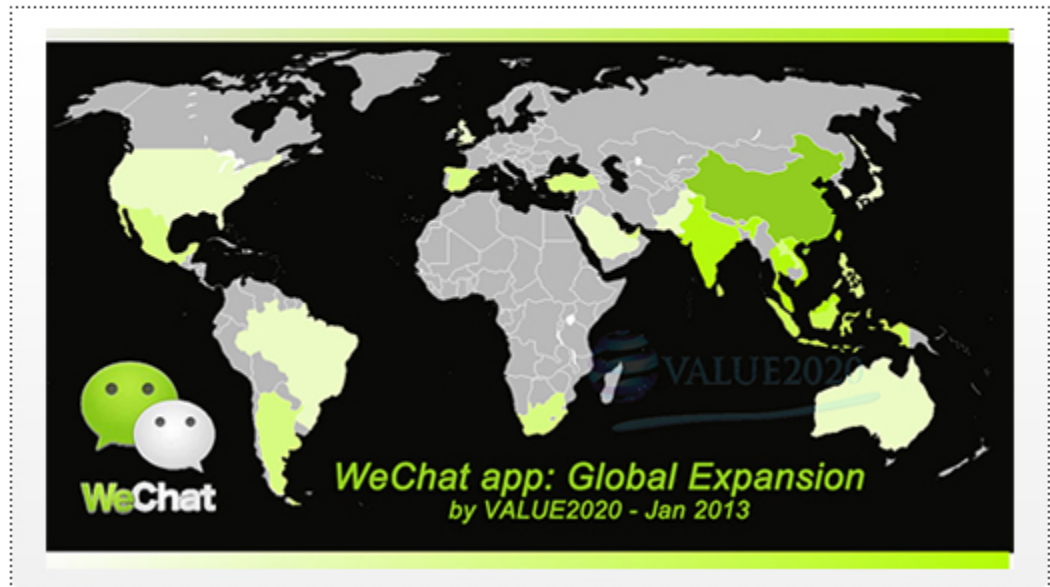 VALUE2020
WeChat
WeChat app: Global Expansion
by VALUE2020 - Jan 2013